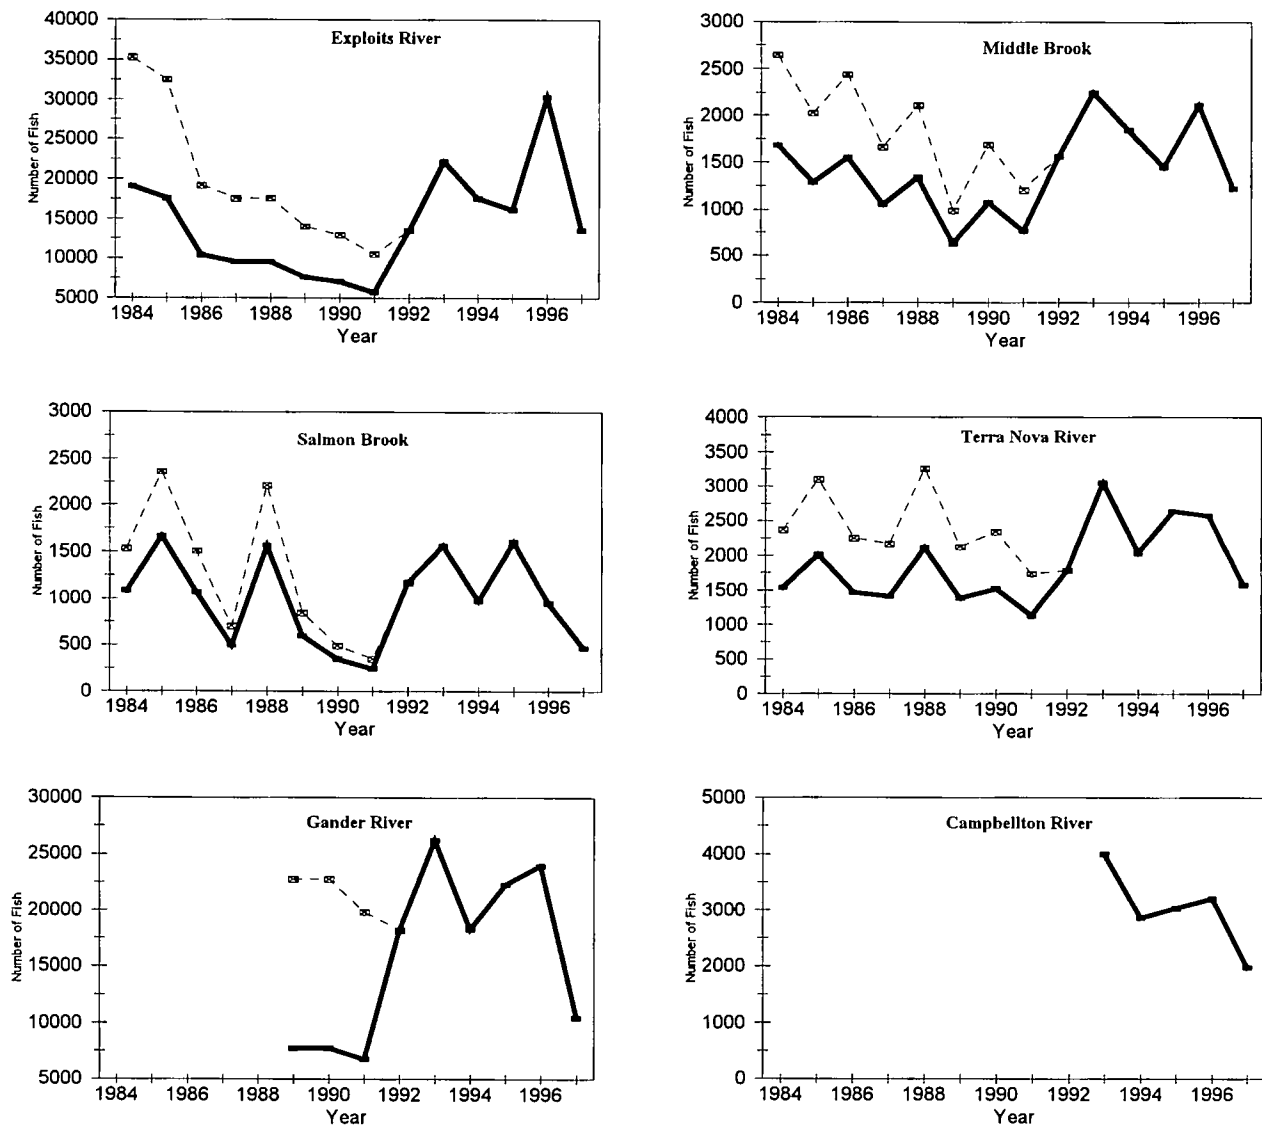 Exploits River
Number of Fish
40000
35000
30000
25000
20000
15000
10000
5000
1984 1986 1988 1990 1992 1994 1996
Year
Middle Brook
Number of Fish
3000
2500
2000
1500
1000
500
0
1984 1986 1988 1990 1992 1994 1996
Year
Salmon Brook
Number of Fish
3000
2500
2000
1500
1000
500
0
1984 1986 1988 1990 1992 1994 1996
Year
Terra Nova River
Number of Fish
4000
3500
3000
2500
2000
1500
1000
500
0
1984 1986 1988 1990 1992 1994 1996
Year
Gander River
Number of Fish
30000
25000
20000
15000
10000
5000
1984 1986 1988 1990 1992 1994 1996
Year
Campbellton River
Number of Fish
5000
4000
3000
2000
1000
0
1984 1986 1988 1990 1992 1994 1996
Year